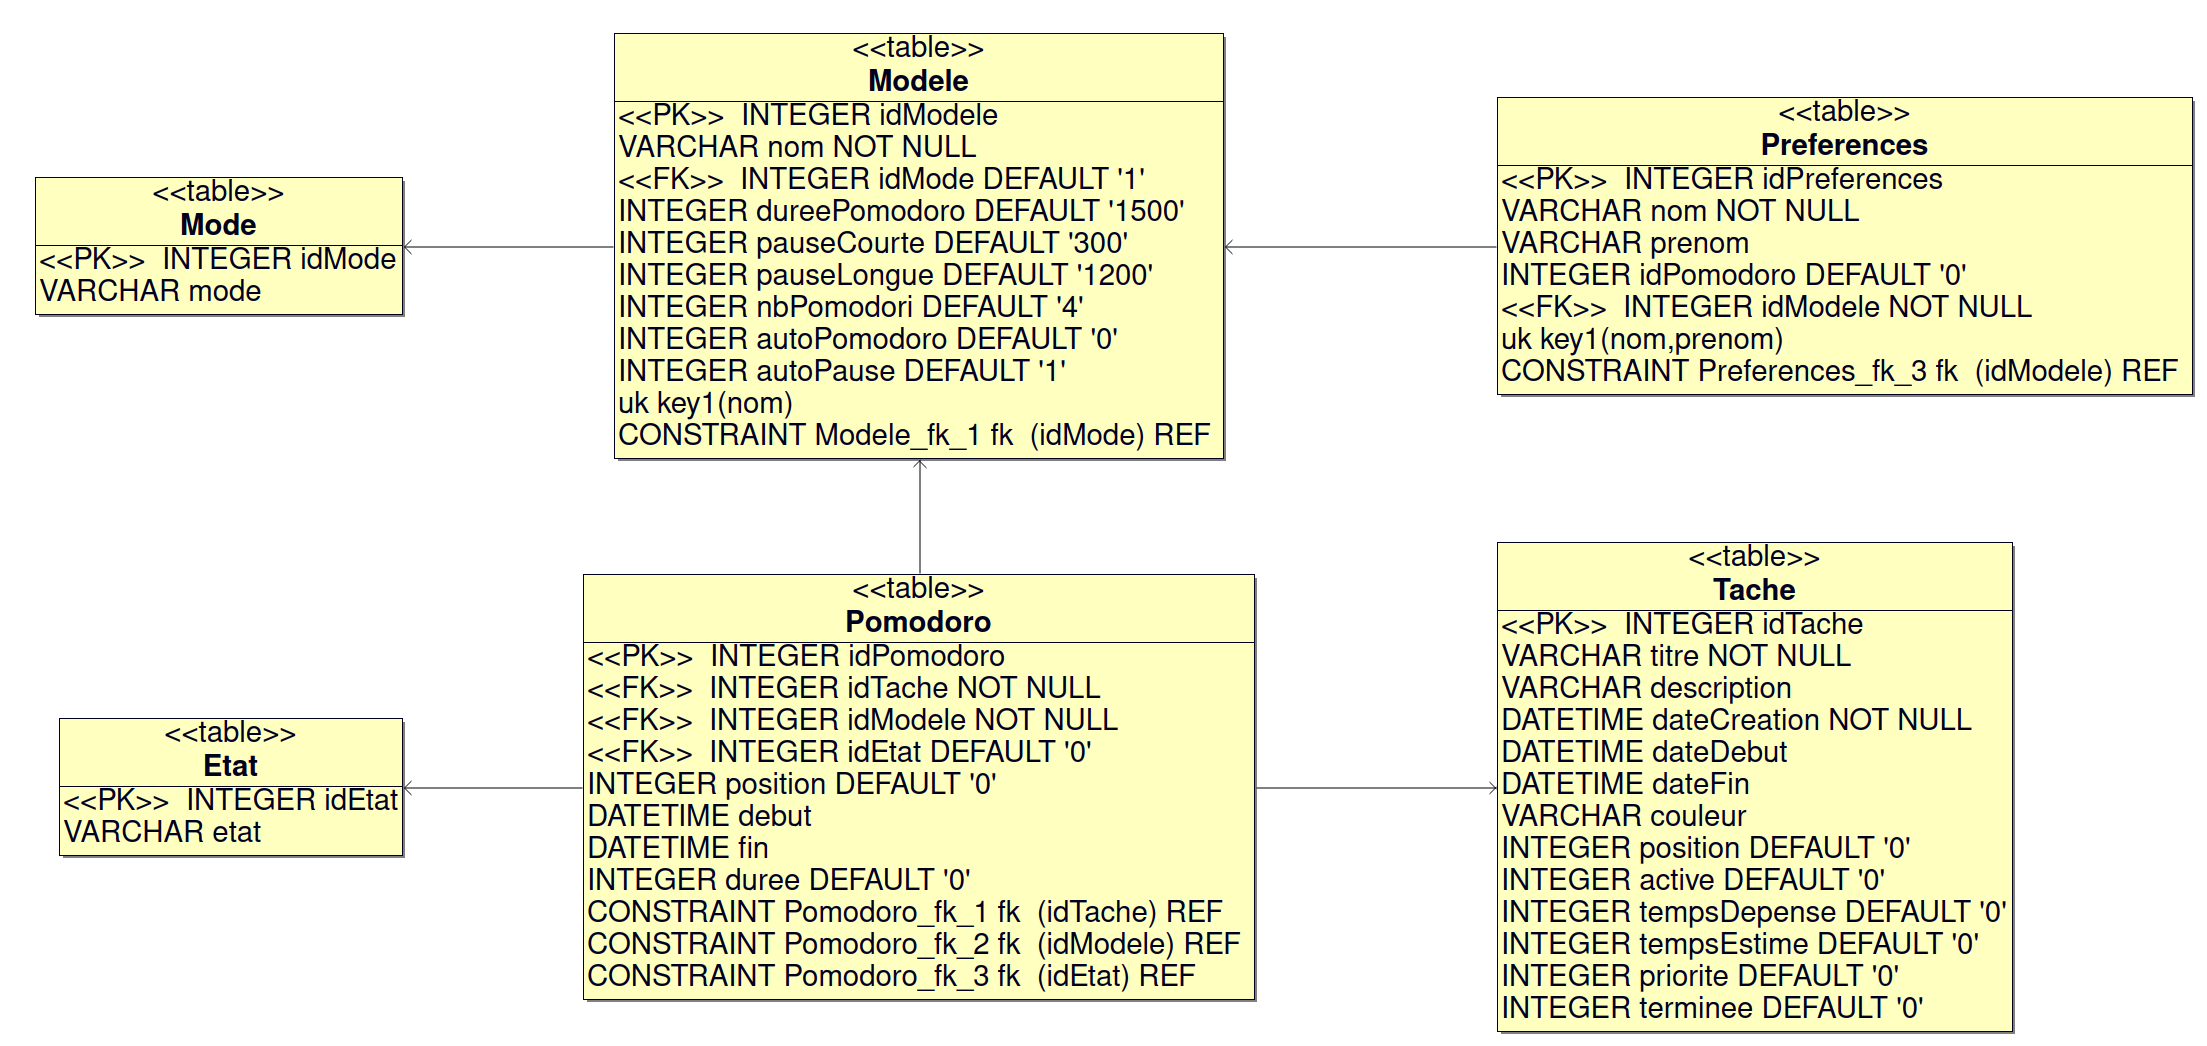 <<table>>
Modele
<<PK>> INTEGER idModele
VARCHAR nom NOT NULL
<<FK>> INTEGER idMode DEFAULT '1'
INTEGER dureePomodoro DEFAULT '1500'
INTEGER pauseCourte DEFAULT '300'
INTEGER pauseLongue DEFAULT '1200'
INTEGER nbPomodori DEFAULT '4'
INTEGER autoPomodoro DEFAULT '0'
INTEGER autoPause DEFAULT '1'
uk key1(nom)
CONSTRAINT Modele_fk_1 fk (idMode) REF
<<table>>
Preferences
<<PK>> INTEGER idPreferences
VARCHAR nom NOT NULL
VARCHAR prenom
INTEGER idPomodoro DEFAULT '0'
<<FK>> INTEGER idModele NOT NULL
uk key1(nom,prenom)
CONSTRAINT Preferences_fk_3 fk (idModele) REF
<<table>>
Mode
<<PK>> INTEGER idMode
VARCHAR mode
<<table>>
Pomodoro
<<PK>> INTEGER idPomodoro
<<FK>> INTEGER idTache NOT NULL
<<FK>> INTEGER idModele NOT NULL
<<FK>> INTEGER idEtat DEFAULT '0'
INTEGER position DEFAULT '0'
DATETIME debut
DATETIME fin
INTEGER duree DEFAULT '0'
CONSTRAINT Pomodoro_fk_1 fk (idTache) REF
CONSTRAINT Pomodoro_fk_2 fk (idModele) REF
CONSTRAINT Pomodoro_fk_3 fk (idEtat) REF
<<table>>
Tache
<<PK>> INTEGER idTache
VARCHAR titre NOT NULL
VARCHAR description
DATETIME dateCreation NOT NULL
DATETIME dateDebut
DATETIME dateFin
VARCHAR couleur
INTEGER position DEFAULT '0'
INTEGER active DEFAULT '0'
INTEGER tempsDepense DEFAULT '0'
INTEGER tempsEstime DEFAULT '0'
INTEGER priorite DEFAULT '0'
INTEGER terminee DEFAULT '0'
<<table>>
Etat
<<PK>> INTEGER idEtat
VARCHAR etat